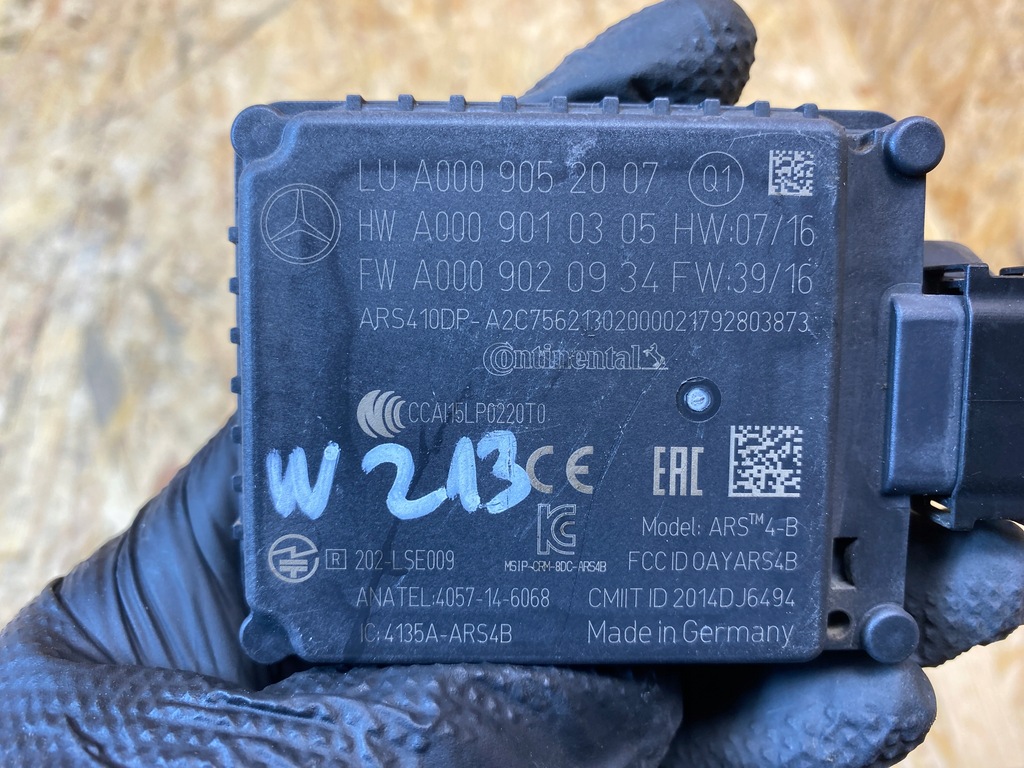 LU A000 905 20 07 Q1
HW A000 901 03 05 HW:07/16
FW A000 902 09 34 FW:39/16
ARS410DP- A2C75621302000021792803873
Continental
CCAI15LP0220T0
W 213
CE EAC
KC
Model: ARS™4-B
R 202-LSE009
MSIP-CRM-8DC-ARS4B
FCC ID OAYARS4B
ANATEL:4057-14-6068
CMIIT ID 2014DJ6494
IC: 4135A-ARS4B
Made in Germany